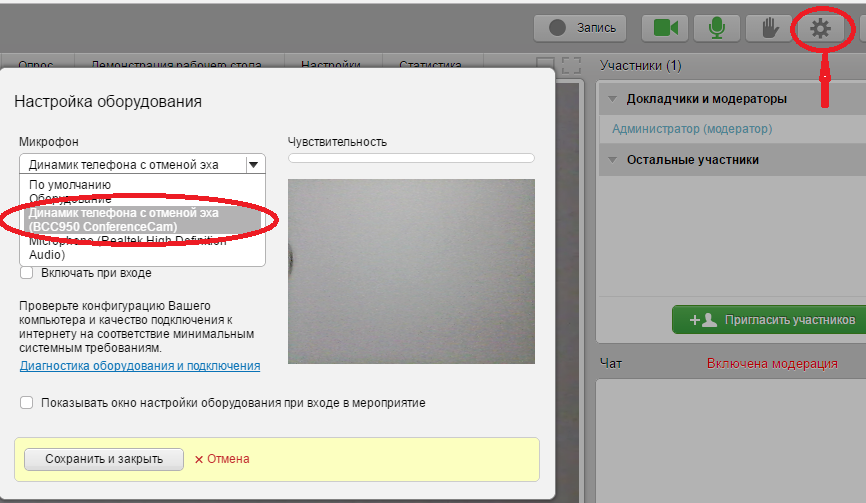 Запись
Опрос
Демонстрация рабочего стола
Настройки
Статистика
Участники (1)
Докладчики и модераторы
Администратор (модератор)
Остальные участники
Пригласить участников
Чат
Включена модерация
Настройка оборудования
Микрофон
Динамик телефона с отменой эха
По умолчанию
Оборудование
Динамик телефона с отменой эха
(BCC950 ConferenceCam)
Microphone (Realtek High Definition
Audio)
Включать при входе
Чувствительность
Проверьте конфигурацию Вашего
компьютера и качество подключения к
интернету на соответствие минимальным
системным требованиям.
Диагностика оборудования и подключения
Показывать окно настройки оборудования при входе в мероприятие
Сохранить и закрыть
Отмена